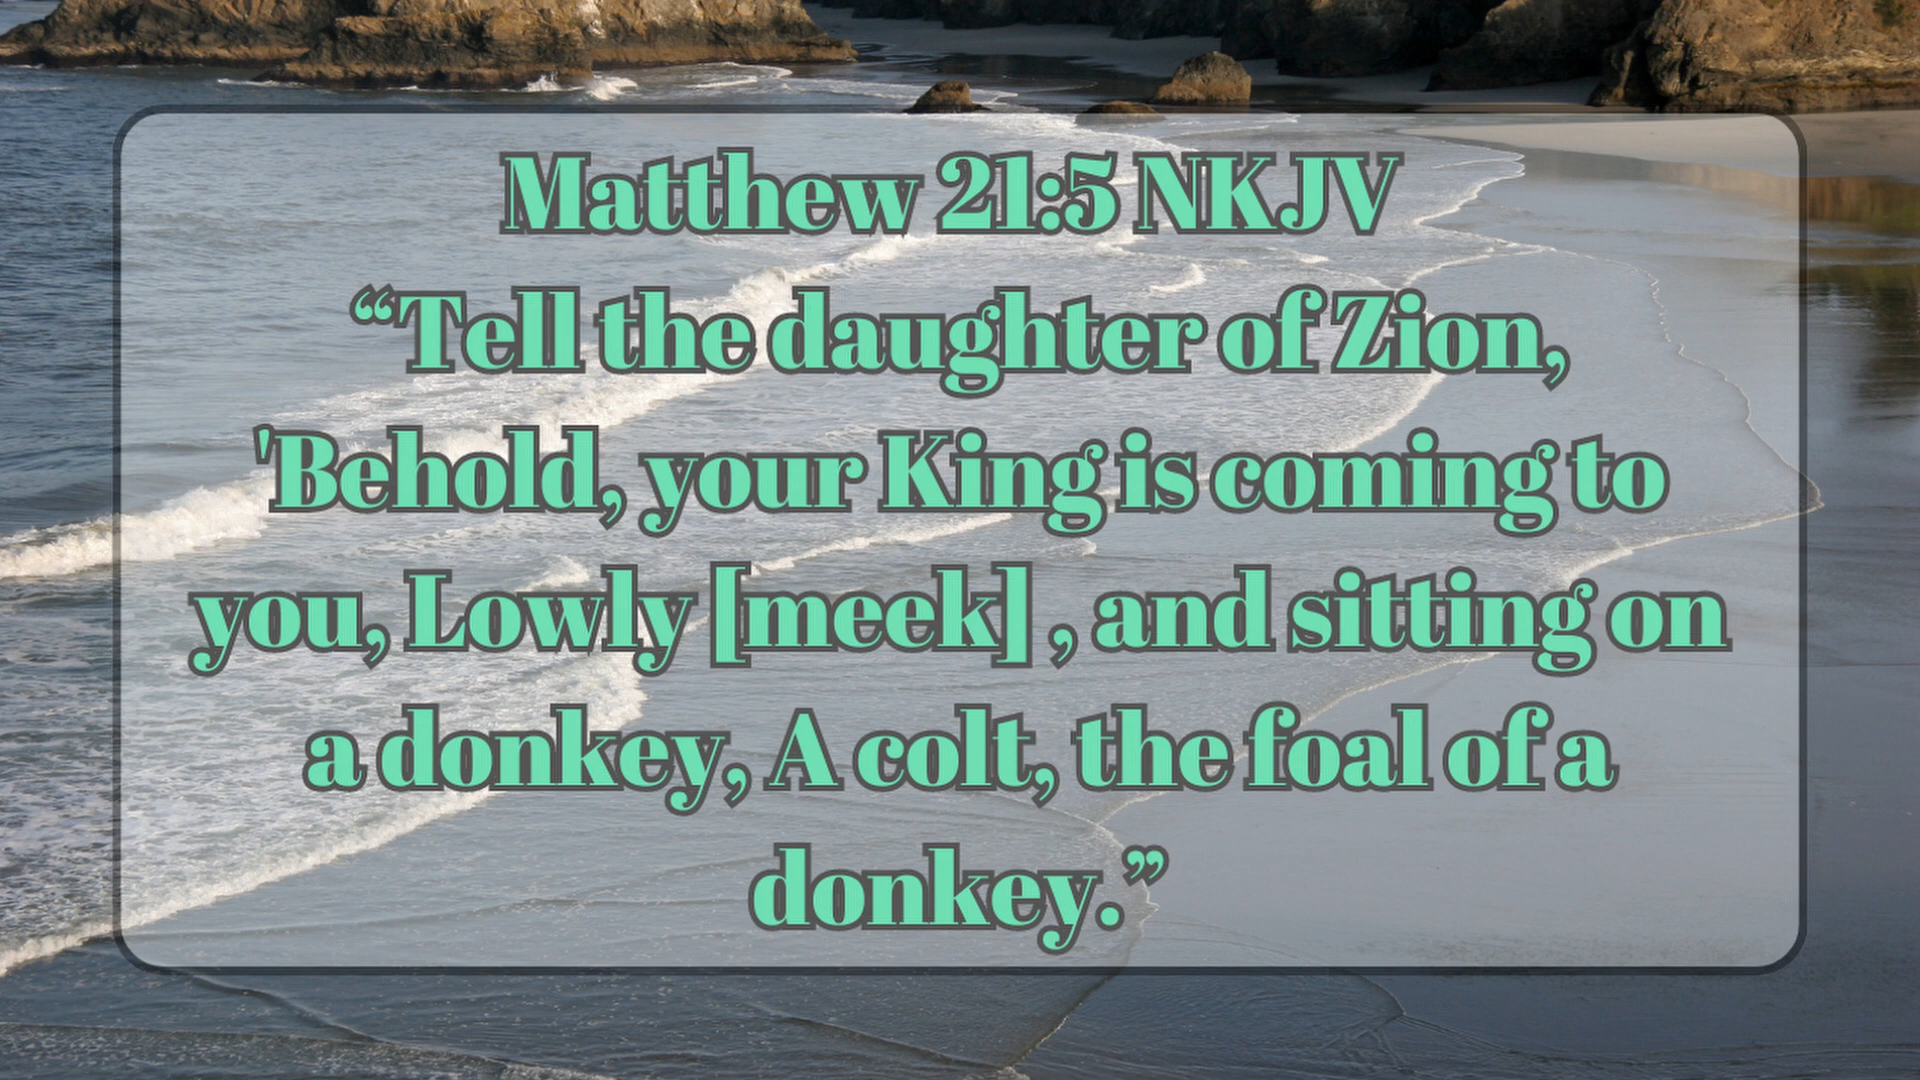 Matthew 21:5 NKJV
“Tell the daughter of Zion,
'Behold, your King is coming to
you, Lowly [meek] , and sitting on
a donkey, A colt, the foal of a
donkey.”